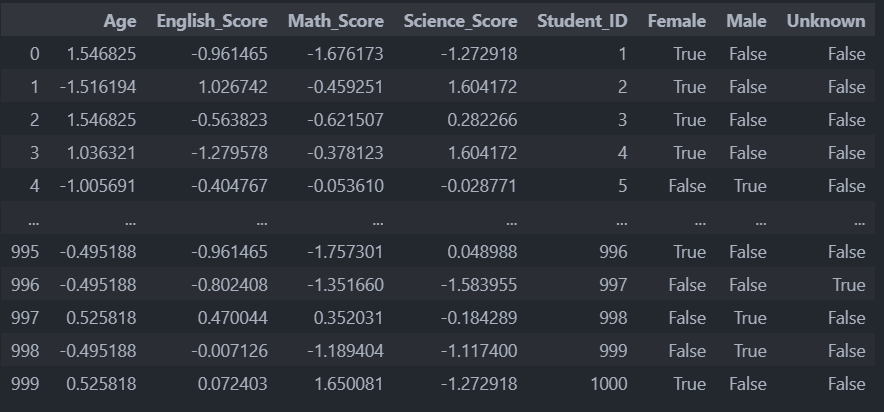 Age English_Score Math_Score Science_Score Student_ID Female Male Unknown
0 1.546825 -0.961465 -1.676173 -1.272918 1 True False False
1 -1.516194 1.026742 -0.459251 1.604172 2 True False False
2 1.546825 -0.563823 -0.621507 0.282266 3 True False False
3 1.036321 -1.279578 -0.378123 1.604172 4 True False False
4 -1.005691 -0.404767 -0.053610 -0.028771 5 False True False
... ... ... ... ... ... ... ... ...
995 -0.495188 -0.961465 -1.757301 0.048988 996 True False False
996 -0.495188 -0.802408 -1.351660 -1.583955 997 False False True
997 0.525818 0.470044 0.352031 -0.184289 998 False True False
998 -0.495188 -0.007126 -1.189404 -1.117400 999 False True False
999 0.525818 0.072403 1.650081 -1.272918 1000 True False False